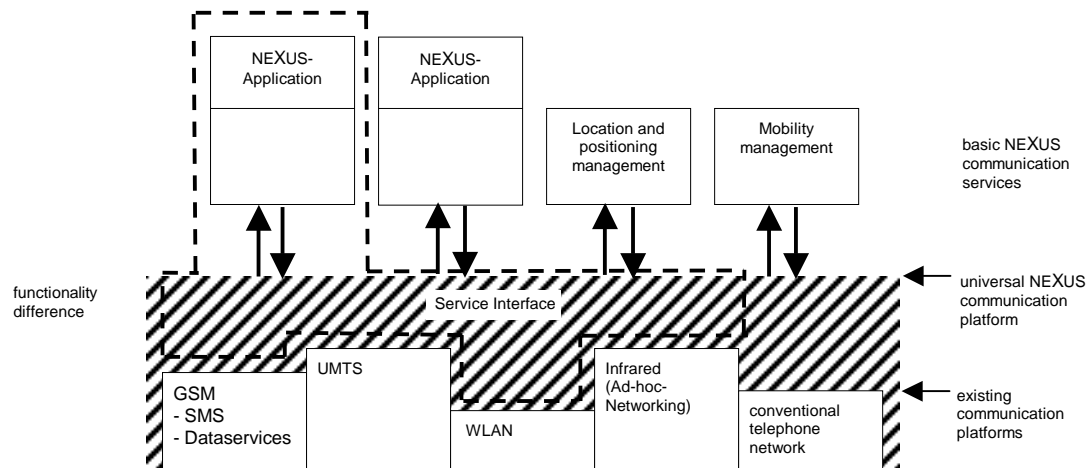 NEXUS-
Application
NEXUS-
Application
Location and
positioning
management
Mobility
management
basic NEXUS
communication
services
functionality
difference
Service Interface
universal NEXUS
communication
platform
GSM
- SMS
- Dataservices
UMTS
WLAN
Infrared
(Ad-hoc-
Networking)
conventional
telephone
network
existing
communication
platforms